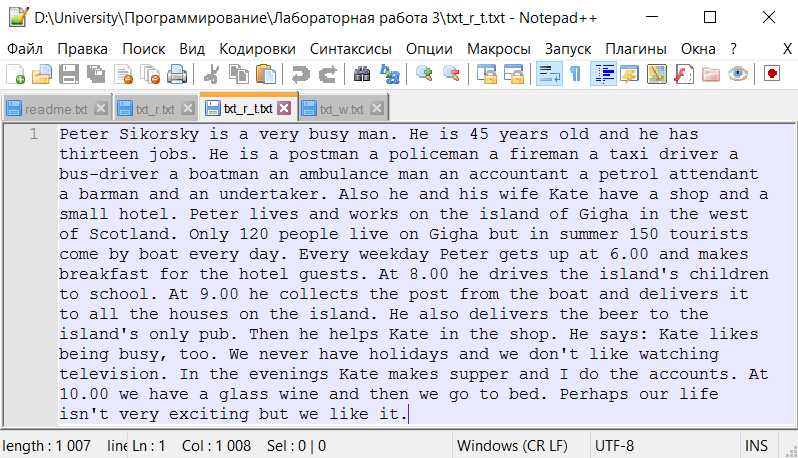 D:\University\Программирование\Лабораторная работа 3\txt_r_t.txt - Notepad++
Файл Правка Поиск Вид Кодировки Синтаксисы Опции Макросы Запуск Плагины Окна ? X
readme.txt txt_r.txt txt_r_t.txt txt_w.txt
1 Peter Sikorsky is a very busy man. He is 45 years old and he has
thirteen jobs. He is a postman a policeman a fireman a taxi driver a
bus-driver a boatman an ambulance man an accountant a petrol attendant
a barman and an undertaker. Also he and his wife Kate have a shop and a
small hotel. Peter lives and works on the island of Gigha in the west
of Scotland. Only 120 people live on Gigha but in summer 150 tourists
come by boat every day. Every weekday Peter gets up at 6.00 and makes
breakfast for the hotel guests. At 8.00 he drives the island's children
to school. At 9.00 he collects the post from the boat and delivers it
to all the houses on the island. He also delivers the beer to the
island's only pub. Then he helps Kate in the shop. He says: Kate likes
being busy, too. We never have holidays and we don't like watching
television. In the evenings Kate makes supper and I do the accounts. At
10.00 we have a glass wine and then we go to bed. Perhaps our life
isn't very exciting but we like it.
length : 1 007 line Ln : 1 Col : 1 008 Sel : 0 | 0 Windows (CR LF) UTF-8 INS